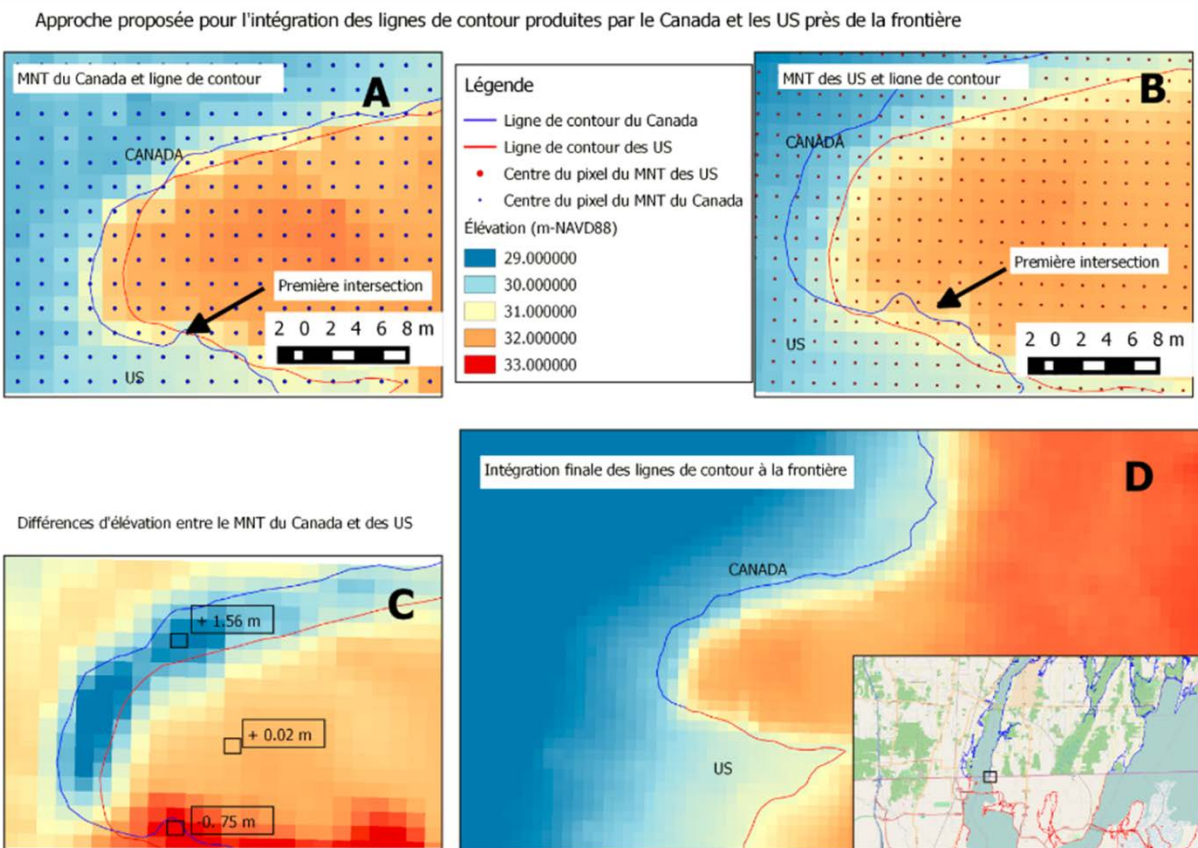 Approche proposée pour l'intégration des lignes de contour produites par le Canada et les US près de la frontière
MNT du Canada et ligne de contour
A
CANADA
Première intersection
2 0 2 4 6 8 m
US
Légende
Ligne de contour du Canada
Ligne de contour des US
Centre du pixel du MNT des US
Centre du pixel du MNT du Canada
Élévation (m-NAVD88)
29.000000
30.000000
31.000000
32.000000
33.000000
MNT des US et ligne de contour
B
CANADA
Première intersection
2 0 2 4 6 8 m
US
Différences d'élévation entre le MNT du Canada et des US
C
+ 1.56 m
+ 0.02 m
-0. 75 m
Intégration finale des lignes de contour à la frontière
D
CANADA
US